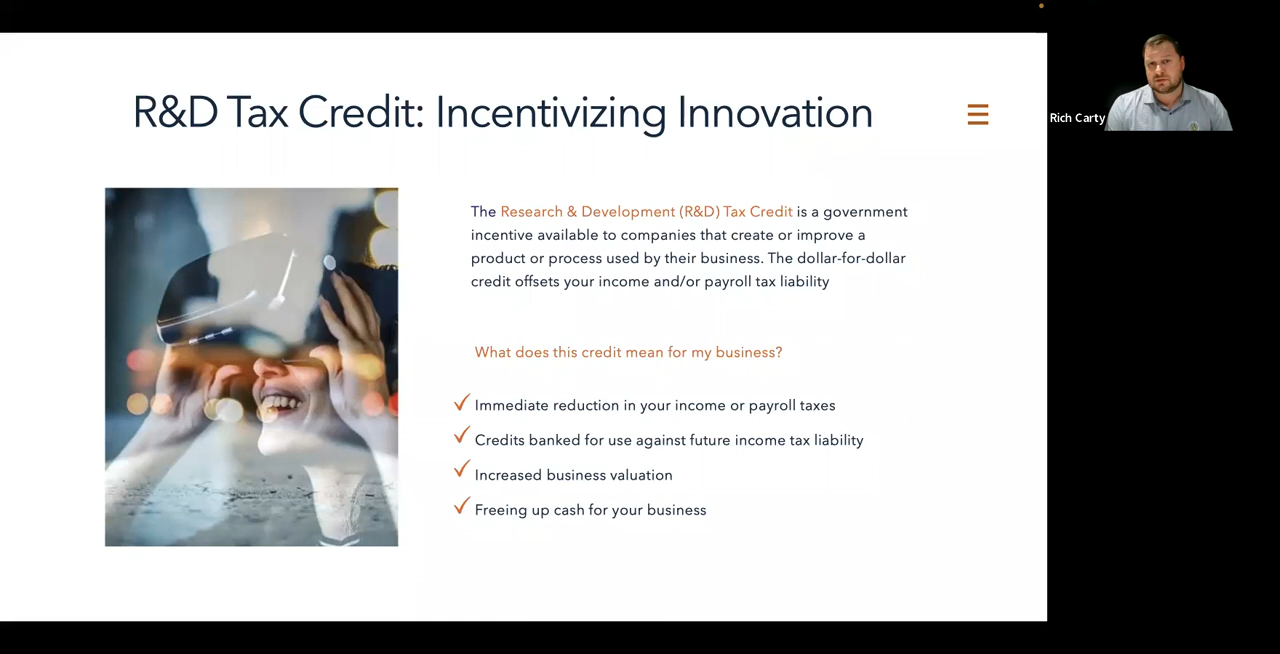 R&D Tax Credit: Incentivizing Innovation
Rich Carty
The Research & Development (R&D) Tax Credit is a government
incentive available to companies that create or improve a
product or process used by their business. The dollar-for-dollar
credit offsets your income and/or payroll tax liability
What does this credit mean for my business?
Immediate reduction in your income or payroll taxes
Credits banked for use against future income tax liability
Increased business valuation
Freeing up cash for your business